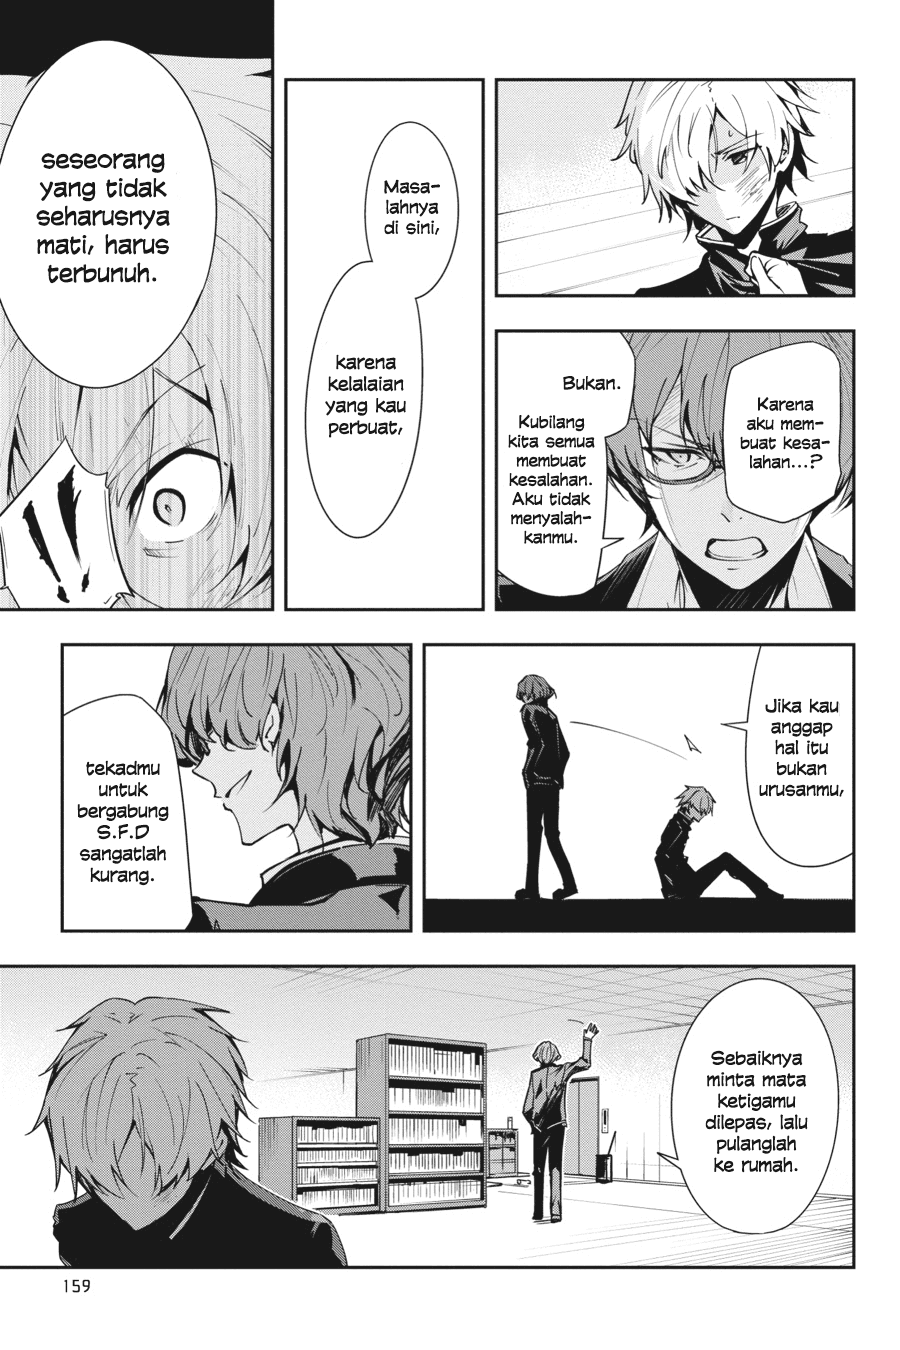 Karena
aku mem-
buat kesa-
lahan...?
Bukan.
Kubilang
kita semua
membuat
kesalahan.
Aku tidak
menyalah-
kanmu.
Masa-
lahnya
di sini,
karena
kelalaian
yang kau
perbuat,
seseorang
yang tidak
seharusnya
mati, harus
terbunuh.
!!
Jika kau
anggap
hal itu
bukan
urusanmu,
tekadmu
untuk
bergabung
S.F.D
sangatlah
kurang.
Sebaiknya
minta mata
ketigamu
dilepas, lalu
pulanglah
ke rumah.
159